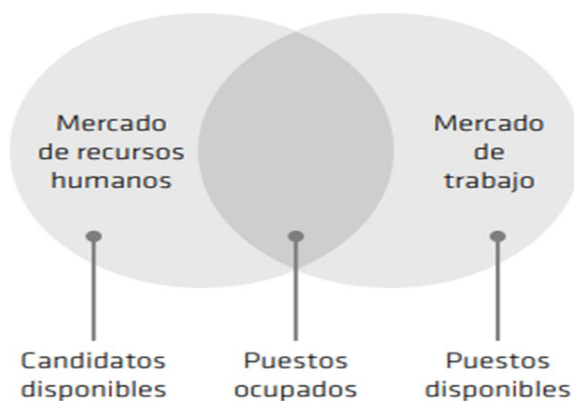 Mercado
de recursos
humanos
Mercado
de
trabajo
Candidatos
disponibles
Puestos
ocupados
Puestos
disponibles